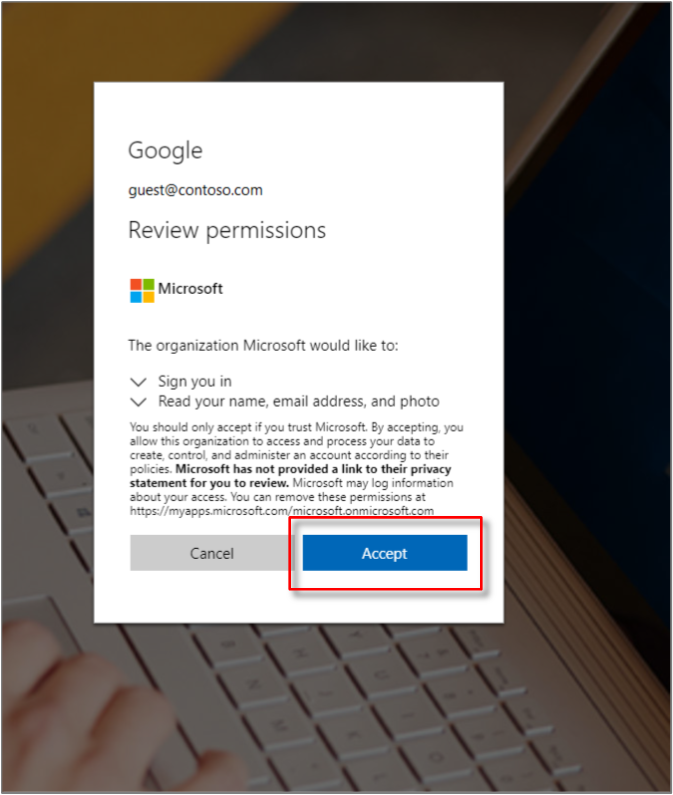 Google
guest@contoso.com
Review permissions
Microsoft
The organization Microsoft would like to:
Sign you in
Read your name, email address, and photo
You should only accept if you trust Microsoft. By accepting, you
allow this organization to access and process your data to
create, control, and administer an account according to their
policies. Microsoft has not provided a link to their privacy
statement for you to review. Microsoft may log information
about your access. You can remove these permissions at
https://myapps.microsoft.com/microsoft.onmicrosoft.com
Cancel
Accept